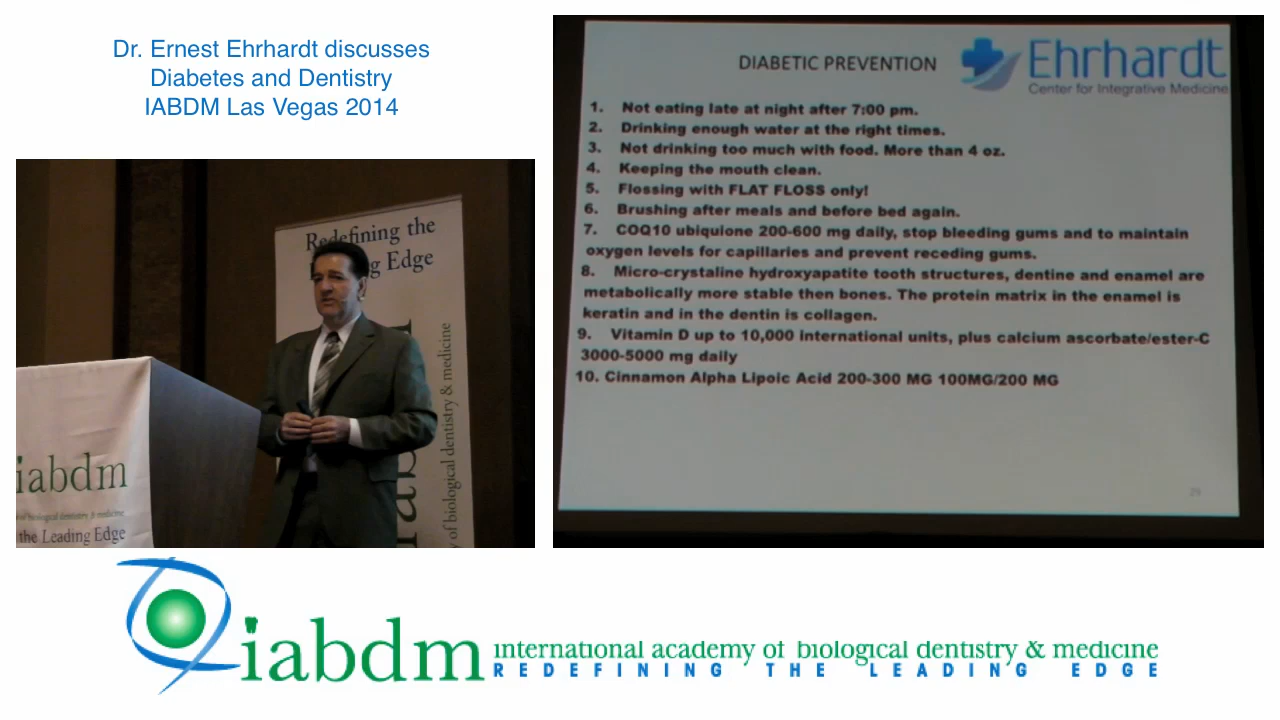 Dr. Ernest Ehrhardt discusses
Diabetes and Dentistry
IABDM Las Vegas 2014
DIABETIC PREVENTION
Ehrhardt
Center for Integrative Medicine
1. Not eating late at night after 7:00 pm.
2. Drinking enough water at the right times.
3. Not drinking too much with food. More than 4 oz.
4. Keeping the mouth clean.
5. Flossing with FLAT FLOSS only!
6. Brushing after meals and before bed again.
7. COQ10 ubiquione 200-600 mg daily, stop bleeding gums and to maintain
oxygen levels for capillaries and prevent receding gums.
8. Micro-crystaline hydroxyapatite tooth structures, dentine and enamel are
metabolically more stable then bones. The protein matrix in the enamel is
keratin and in the dentin is collagen.
9. Vitamin D up to 10,000 international units, plus calcium ascorbate/ester-C
3000-5000 mg daily
10. Cinnamon Alpha Lipoic Acid 200-300 MG 100MG/200 MG
29
Redefining the
Edge
y of biological dentistry & medicine
iabdm
of biological dentistry & medicine
the Leading Edge
iabdm
international academy of biological dentistry & medicine
REDEFINING THE LEADING EDGE